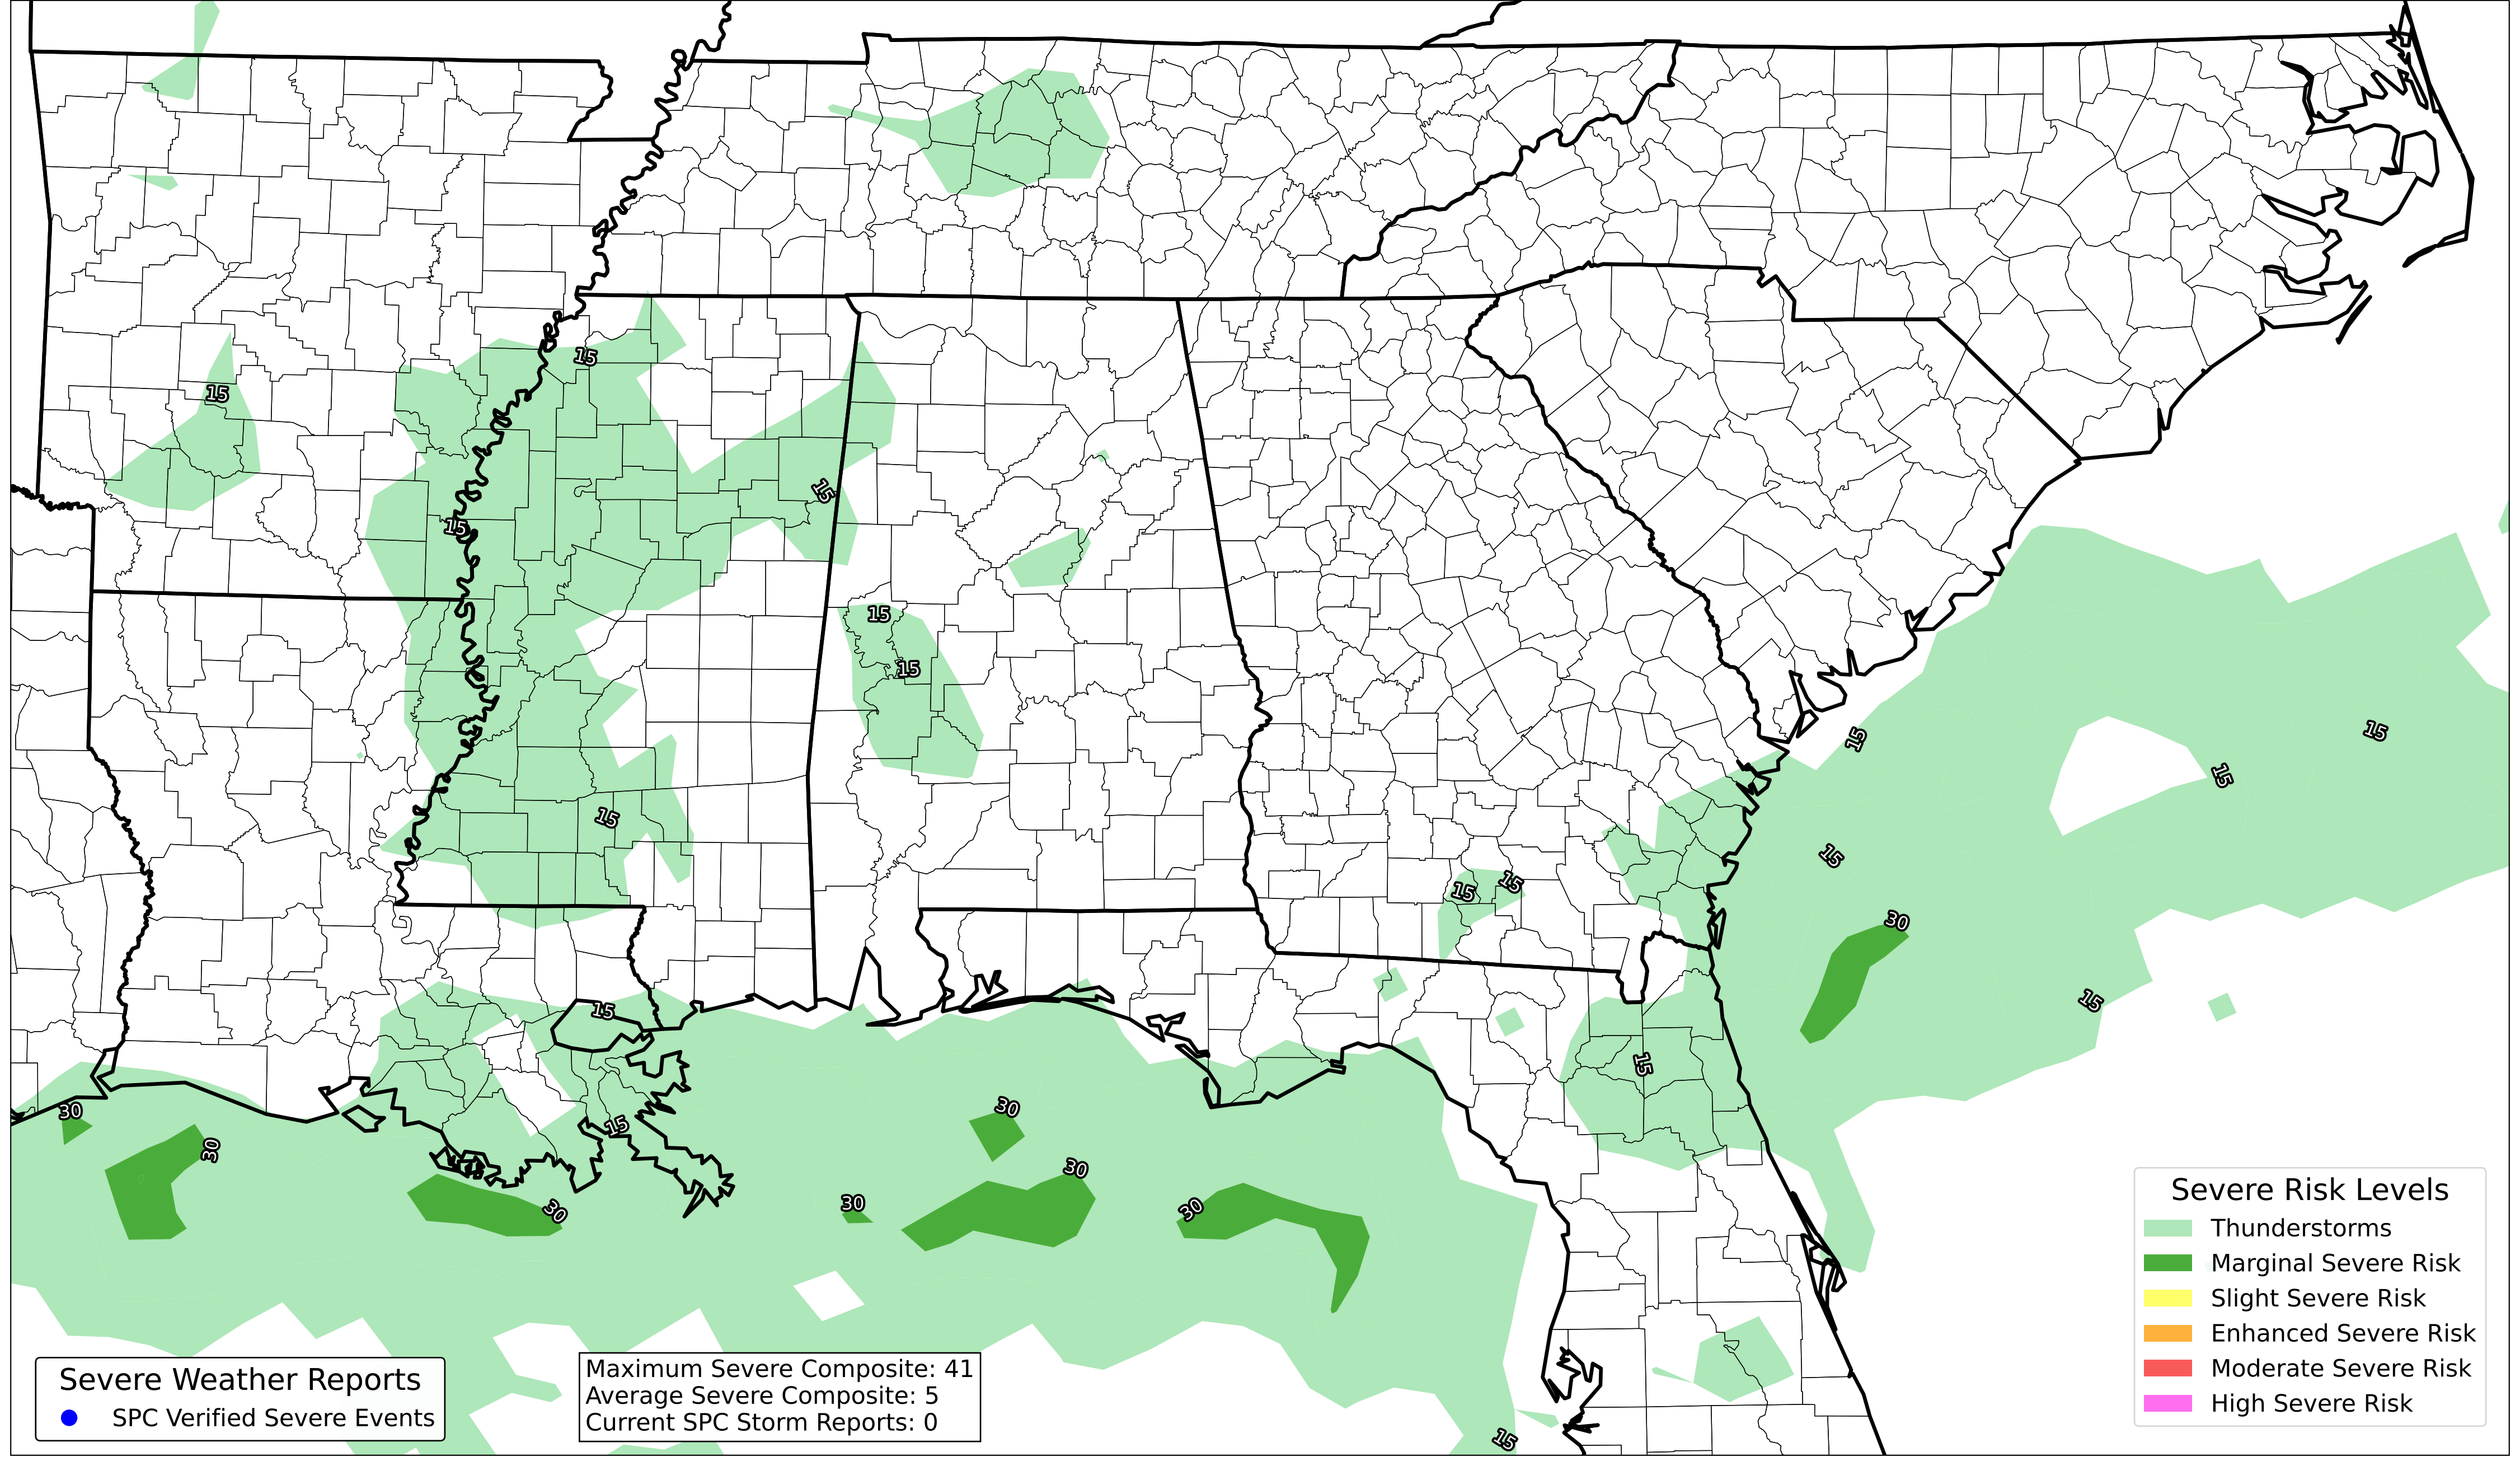 15
15
15
15
15
15
15
15
15
15
15
15
15
30
15
15
15
30
30
15
30
30
30
30
30
15
Severe Risk Levels
Thunderstorms
Marginal Severe Risk
Slight Severe Risk
Enhanced Severe Risk
Moderate Severe Risk
High Severe Risk
Severe Weather Reports
SPC Verified Severe Events
Maximum Severe Composite: 41
Average Severe Composite: 5
Current SPC Storm Reports: 0